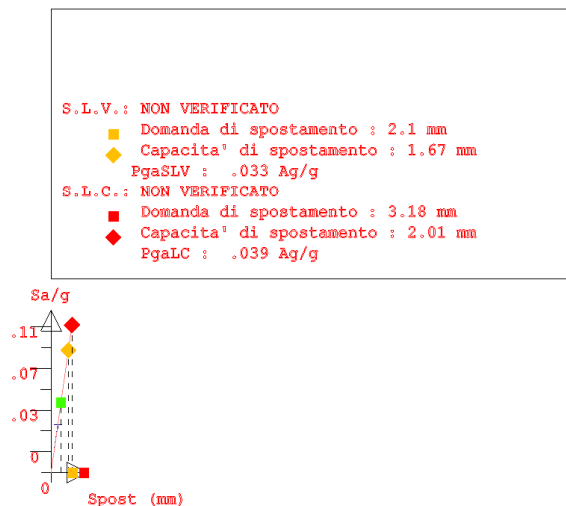 S.L.V.: NON VERIFICATO
Domanda di spostamento : 2.1 mm
Capacita' di spostamento : 1.67 mm
PgaSLV : .033 Ag/g
S.L.C.: NON VERIFICATO
Domanda di spostamento : 3.18 mm
Capacita' di spostamento : 2.01 mm
PgaLC : .039 Ag/g
Sa/g
.11
.07
.03
0
0
Spost (mm)